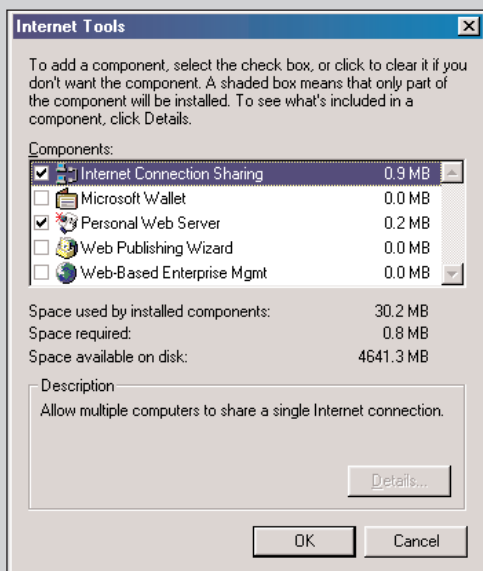 Internet Tools
To add a component, select the check box, or click to clear it if you
don't want the component. A shaded box means that only part of
the component will be installed. To see what's included in a
component, click Details.
Components:
Internet Connection Sharing 0.9 MB
Microsoft Wallet 0.0 MB
Personal Web Server 0.2 MB
Web Publishing Wizard 0.0 MB
Web-Based Enterprise Mgmt 0.0 MB
Space used by installed components: 30.2 MB
Space required: 0.8 MB
Space available on disk: 4641.3 MB
Description
Allow multiple computers to share a single Internet connection.
Details...
OK Cancel